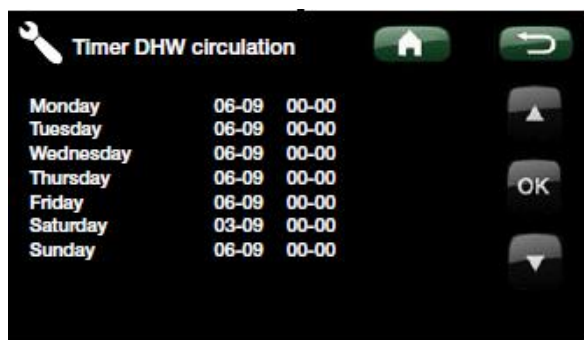 Timer DHW circulation
Monday 06-09 00-00
Tuesday 06-09 00-00
Wednesday 06-09 00-00
Thursday 06-09 00-00
OK
Friday 06-09 00-00
Saturday 03-09 00-00
Sunday 06-09 00-00